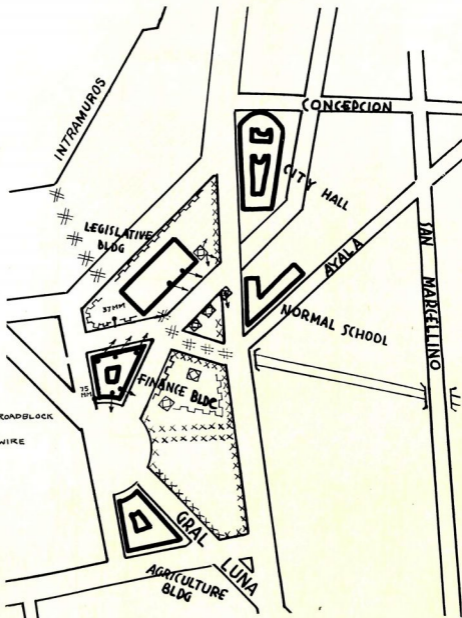 INTRAMUROS
CONCEPCION
CITY HALL
LEGISLATIVE
BLDG
AYALA
SAN MARCELLINO
37MM
NORMAL SCHOOL
FINANCE BLDG
75
MM
ROADBLOCK
WIRE
GRAL LUNA
AGRICULTURE
BLDG